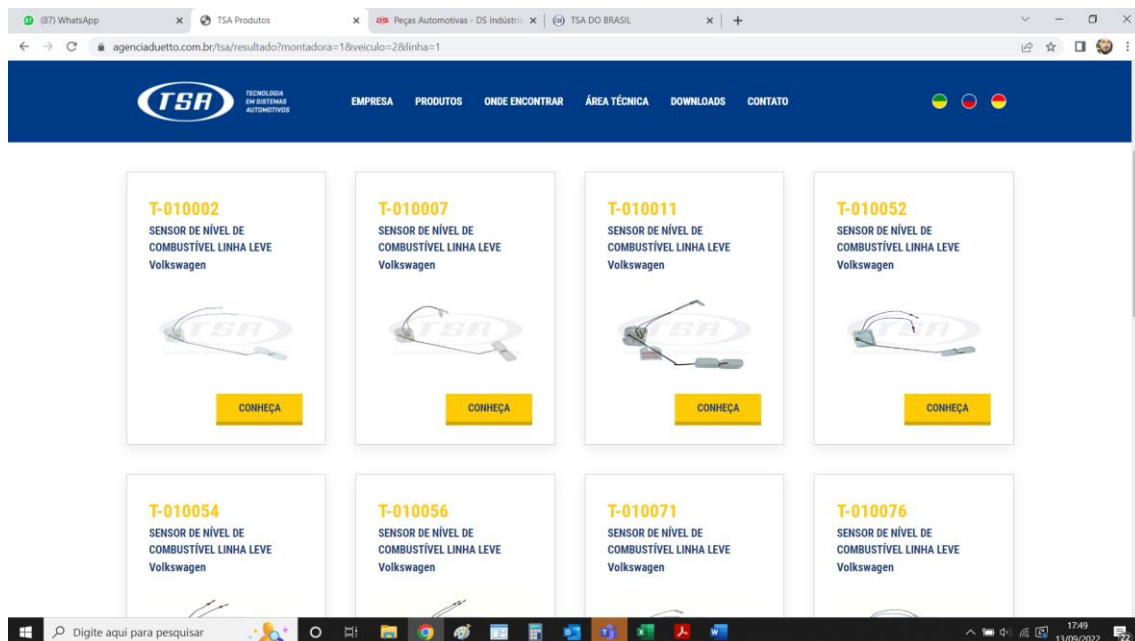 (87) WhatsApp
TSA Produtos
DS Peças Automotivas - DS Indústri
TSA DO BRASIL
agenciaduetto.com.br/tsa/resultado?montadora=1&veiculo=2&linha=1
TSA
TECNOLOGIA
EM SISTEMAS
AUTOMOTIVOS
EMPRESA PRODUTOS ONDE ENCONTRAR ÁREA TÉCNICA DOWNLOADS CONTATO
T-010002
SENSOR DE NÍVEL DE
COMBUSTÍVEL LINHA LEVE
Volkswagen
TSA
CONHEÇA
T-010007
SENSOR DE NÍVEL DE
COMBUSTÍVEL LINHA LEVE
Volkswagen
TSA
CONHEÇA
T-010011
SENSOR DE NÍVEL DE
COMBUSTÍVEL LINHA LEVE
Volkswagen
TSA
CONHEÇA
T-010052
SENSOR DE NÍVEL DE
COMBUSTÍVEL LINHA LEVE
Volkswagen
TSA
CONHEÇA
T-010054
SENSOR DE NÍVEL DE
COMBUSTÍVEL LINHA LEVE
Volkswagen
T-010056
SENSOR DE NÍVEL DE
COMBUSTÍVEL LINHA LEVE
Volkswagen
T-010071
SENSOR DE NÍVEL DE
COMBUSTÍVEL LINHA LEVE
Volkswagen
T-010076
SENSOR DE NÍVEL DE
COMBUSTÍVEL LINHA LEVE
Volkswagen
Digite aqui para pesquisar
17:49
13/09/2022